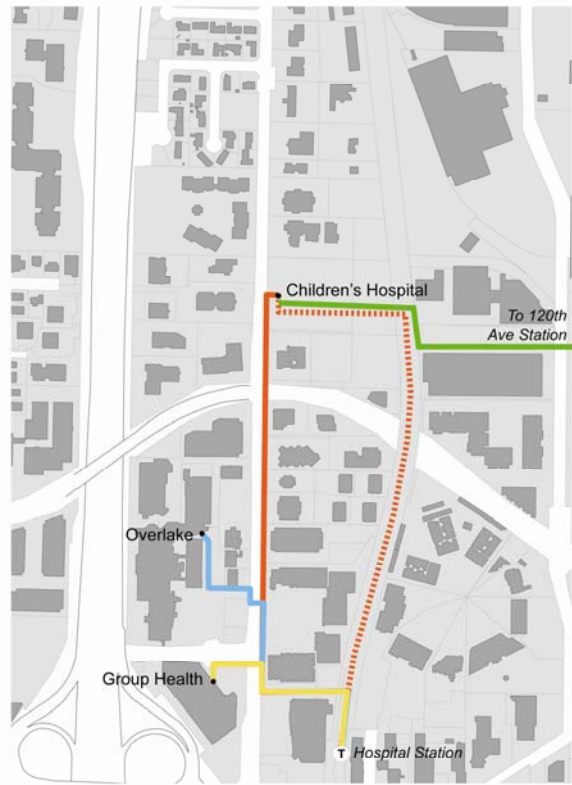 Children's Hospital
To 120th
Ave Station
Overlake
Group Health
T
Hospital Station